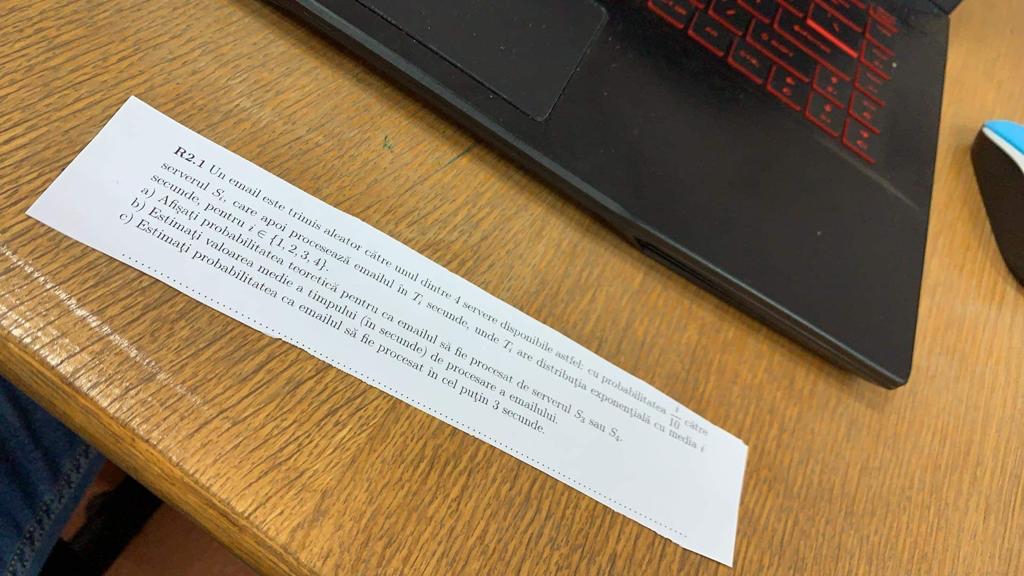 R2.1 Un email este trimis aleator către unul dintre 4 servere disponibile astfel: cu probabilitatea i/10 către
serverul Sᵢ, care apoi procesează emailul în Tᵢ secunde, unde Tᵢ are distribuția exponențială cu media i
secunde, pentru i ∈ {1, 2, 3, 4}.
a) Afișați probabilitatea teoretică pentru ca emailul să fie procesat de serverul S₃ sau S₄.
b) Estimați valoarea medie a timpului (în secunde) de procesare a emailului.
c) Estimați probabilitatea ca emailul să fie procesat în cel puțin 3 secunde.